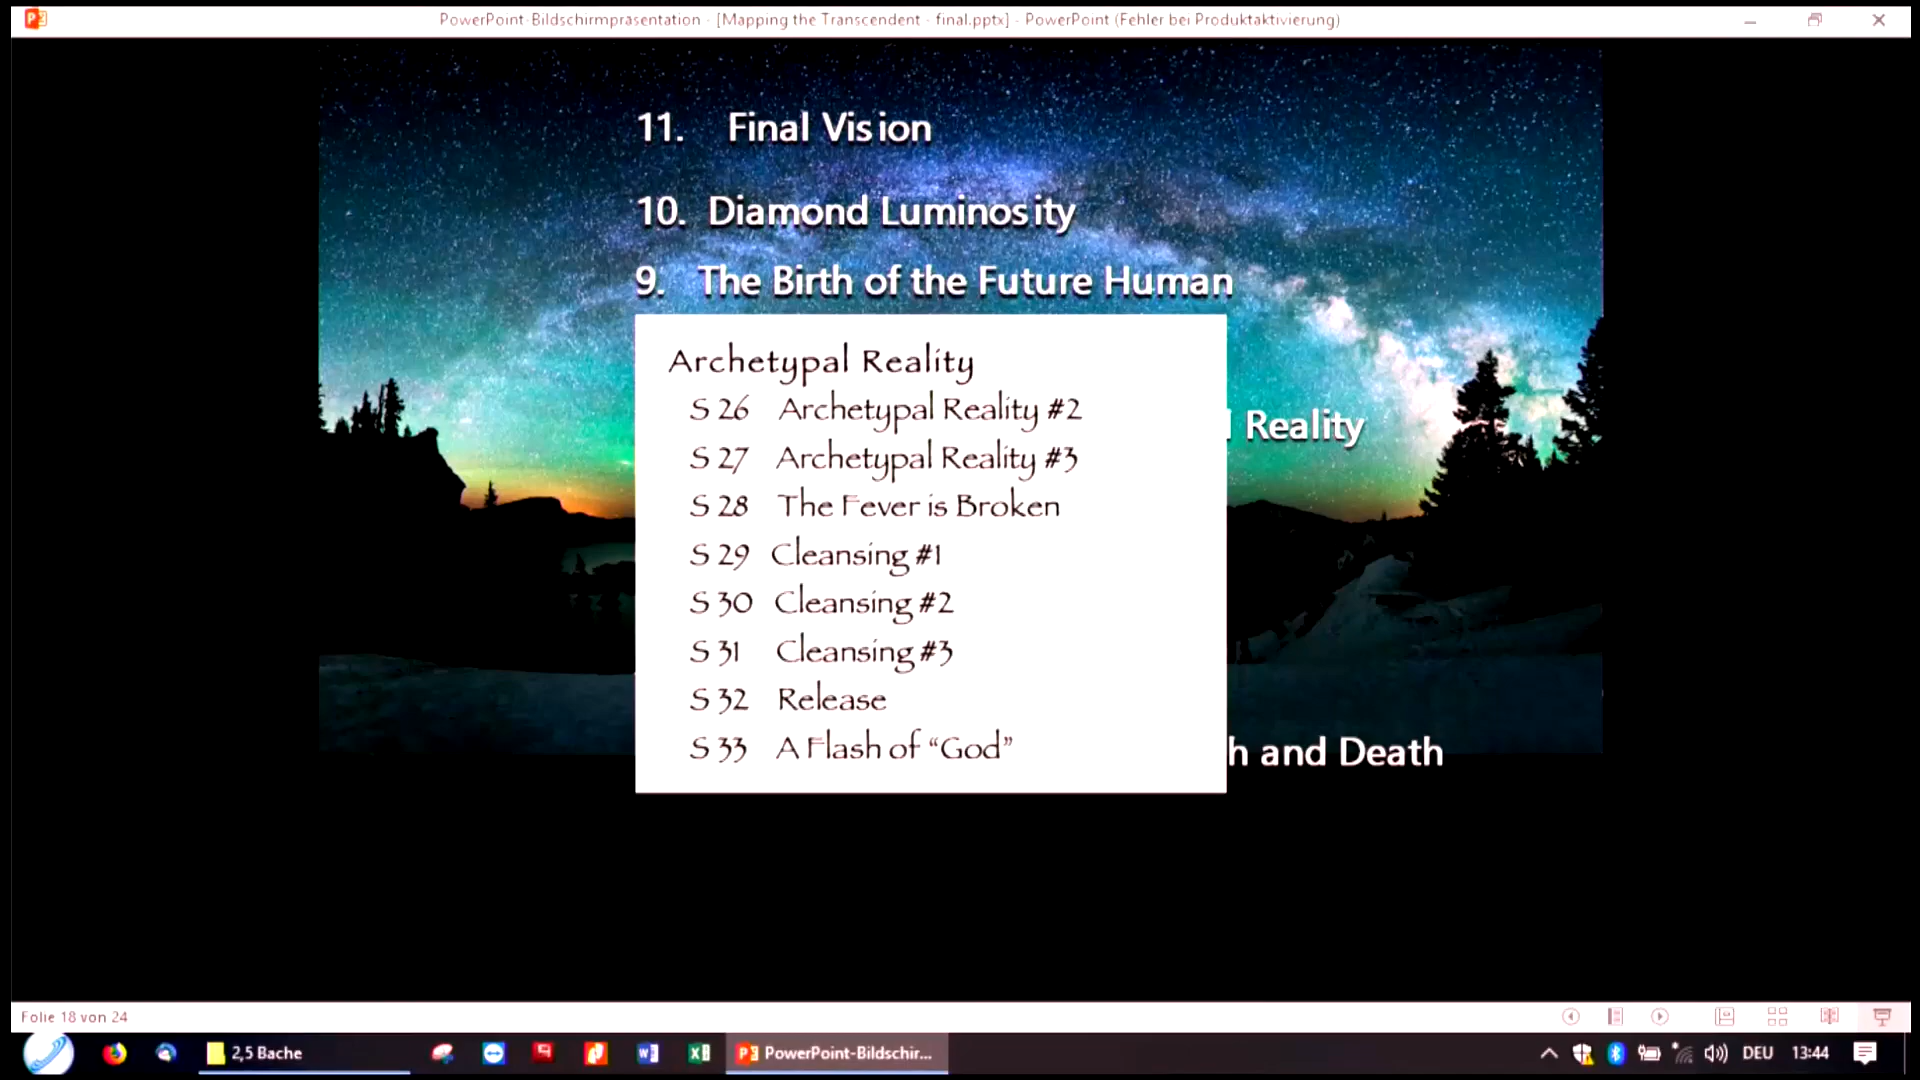 PowerPoint-Bildschirmpräsentation - [Mapping the Transcendent - final.pptx] - PowerPoint (Fehler bei Produktaktivierung)
11. Final Vision
10. Diamond Luminosity
9. The Birth of the Future Human
Archetypal Reality
S 26 Archetypal Reality #2
l Reality
S 27 Archetypal Reality #3
S 28 The Fever is Broken
S 29 Cleansing #1
S 30 Cleansing #2
S 31 Cleansing #3
S 32 Release
S 33 A Flash of “God”
h and Death
Folie 18 von 24
2,5 Bache
PowerPoint-Bildschir...
DEU 13:44